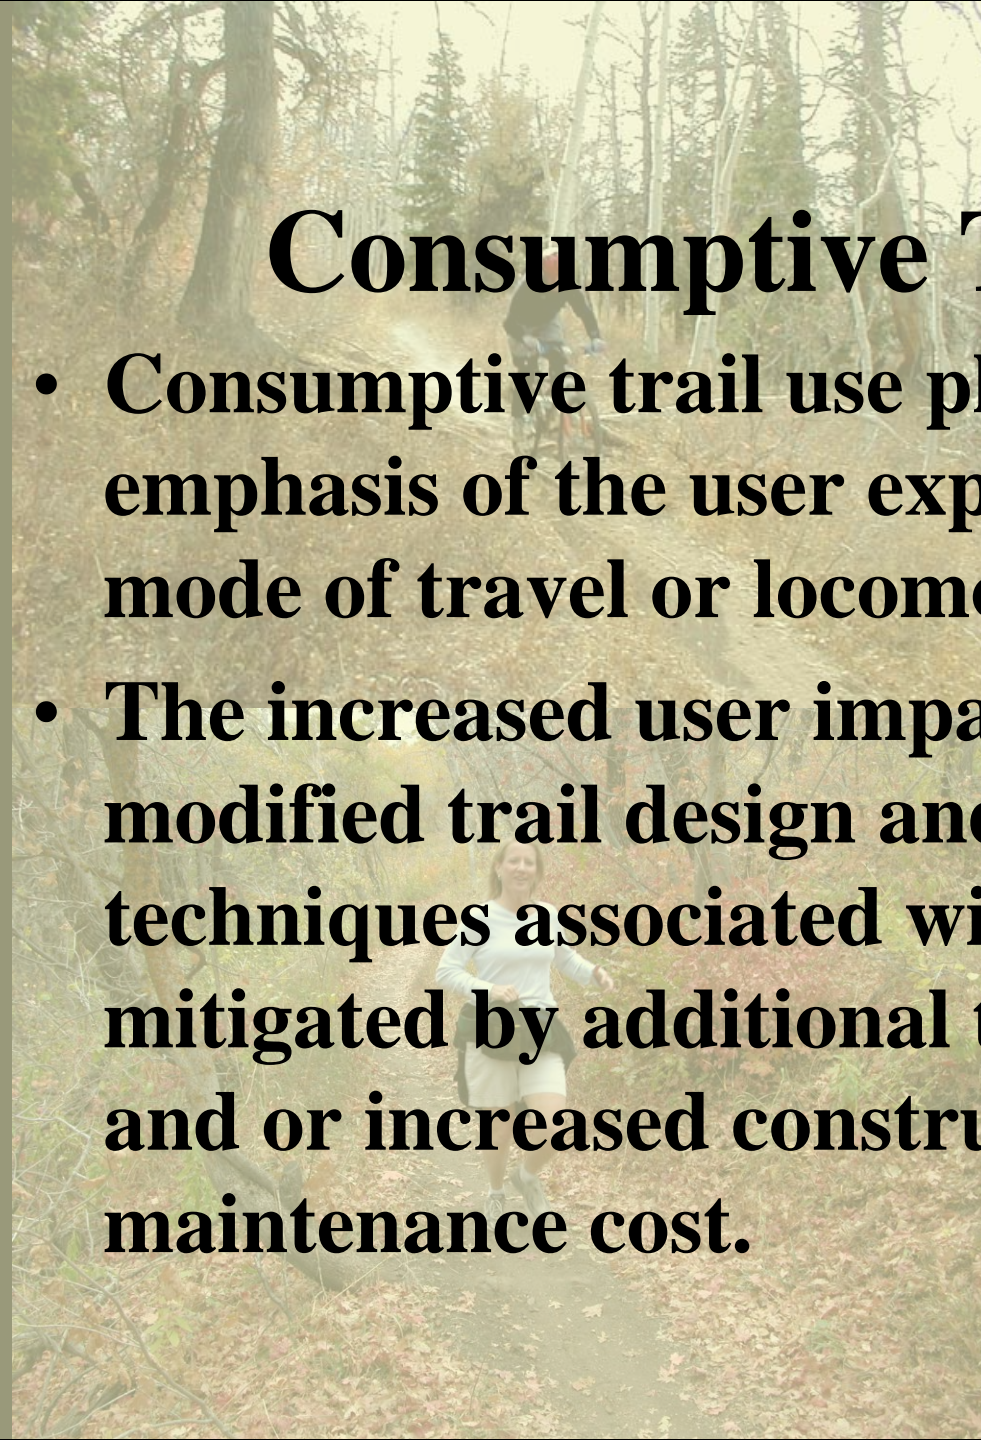 Consumptive
• Consumptive trail use
emphasis of the user
mode of travel or
• The increased user
modified trail design
techniques associated
mitigated by additional
and or increased
maintenance cost.